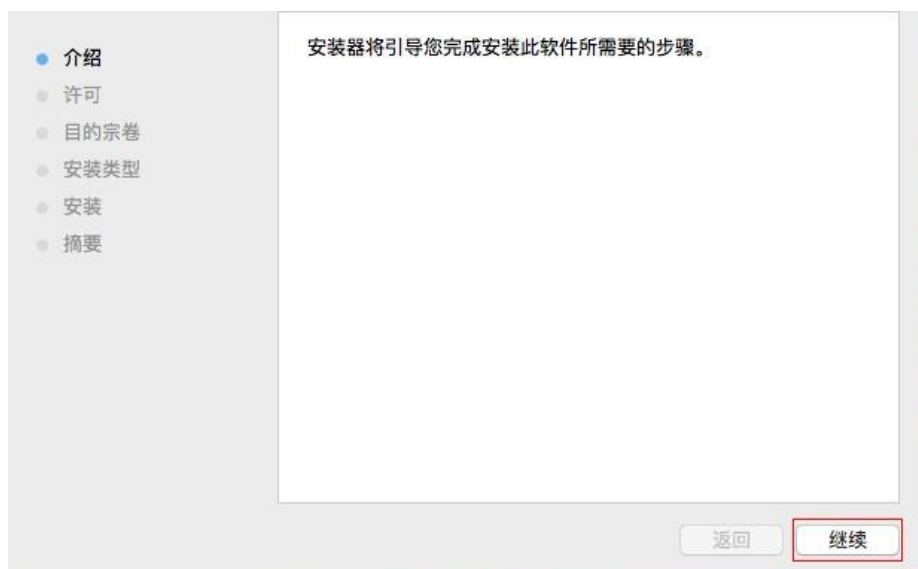 介绍
许可
目的宗卷
安装类型
安装
摘要
安装器将引导您完成安装此软件所需要的步骤。
返回
继续